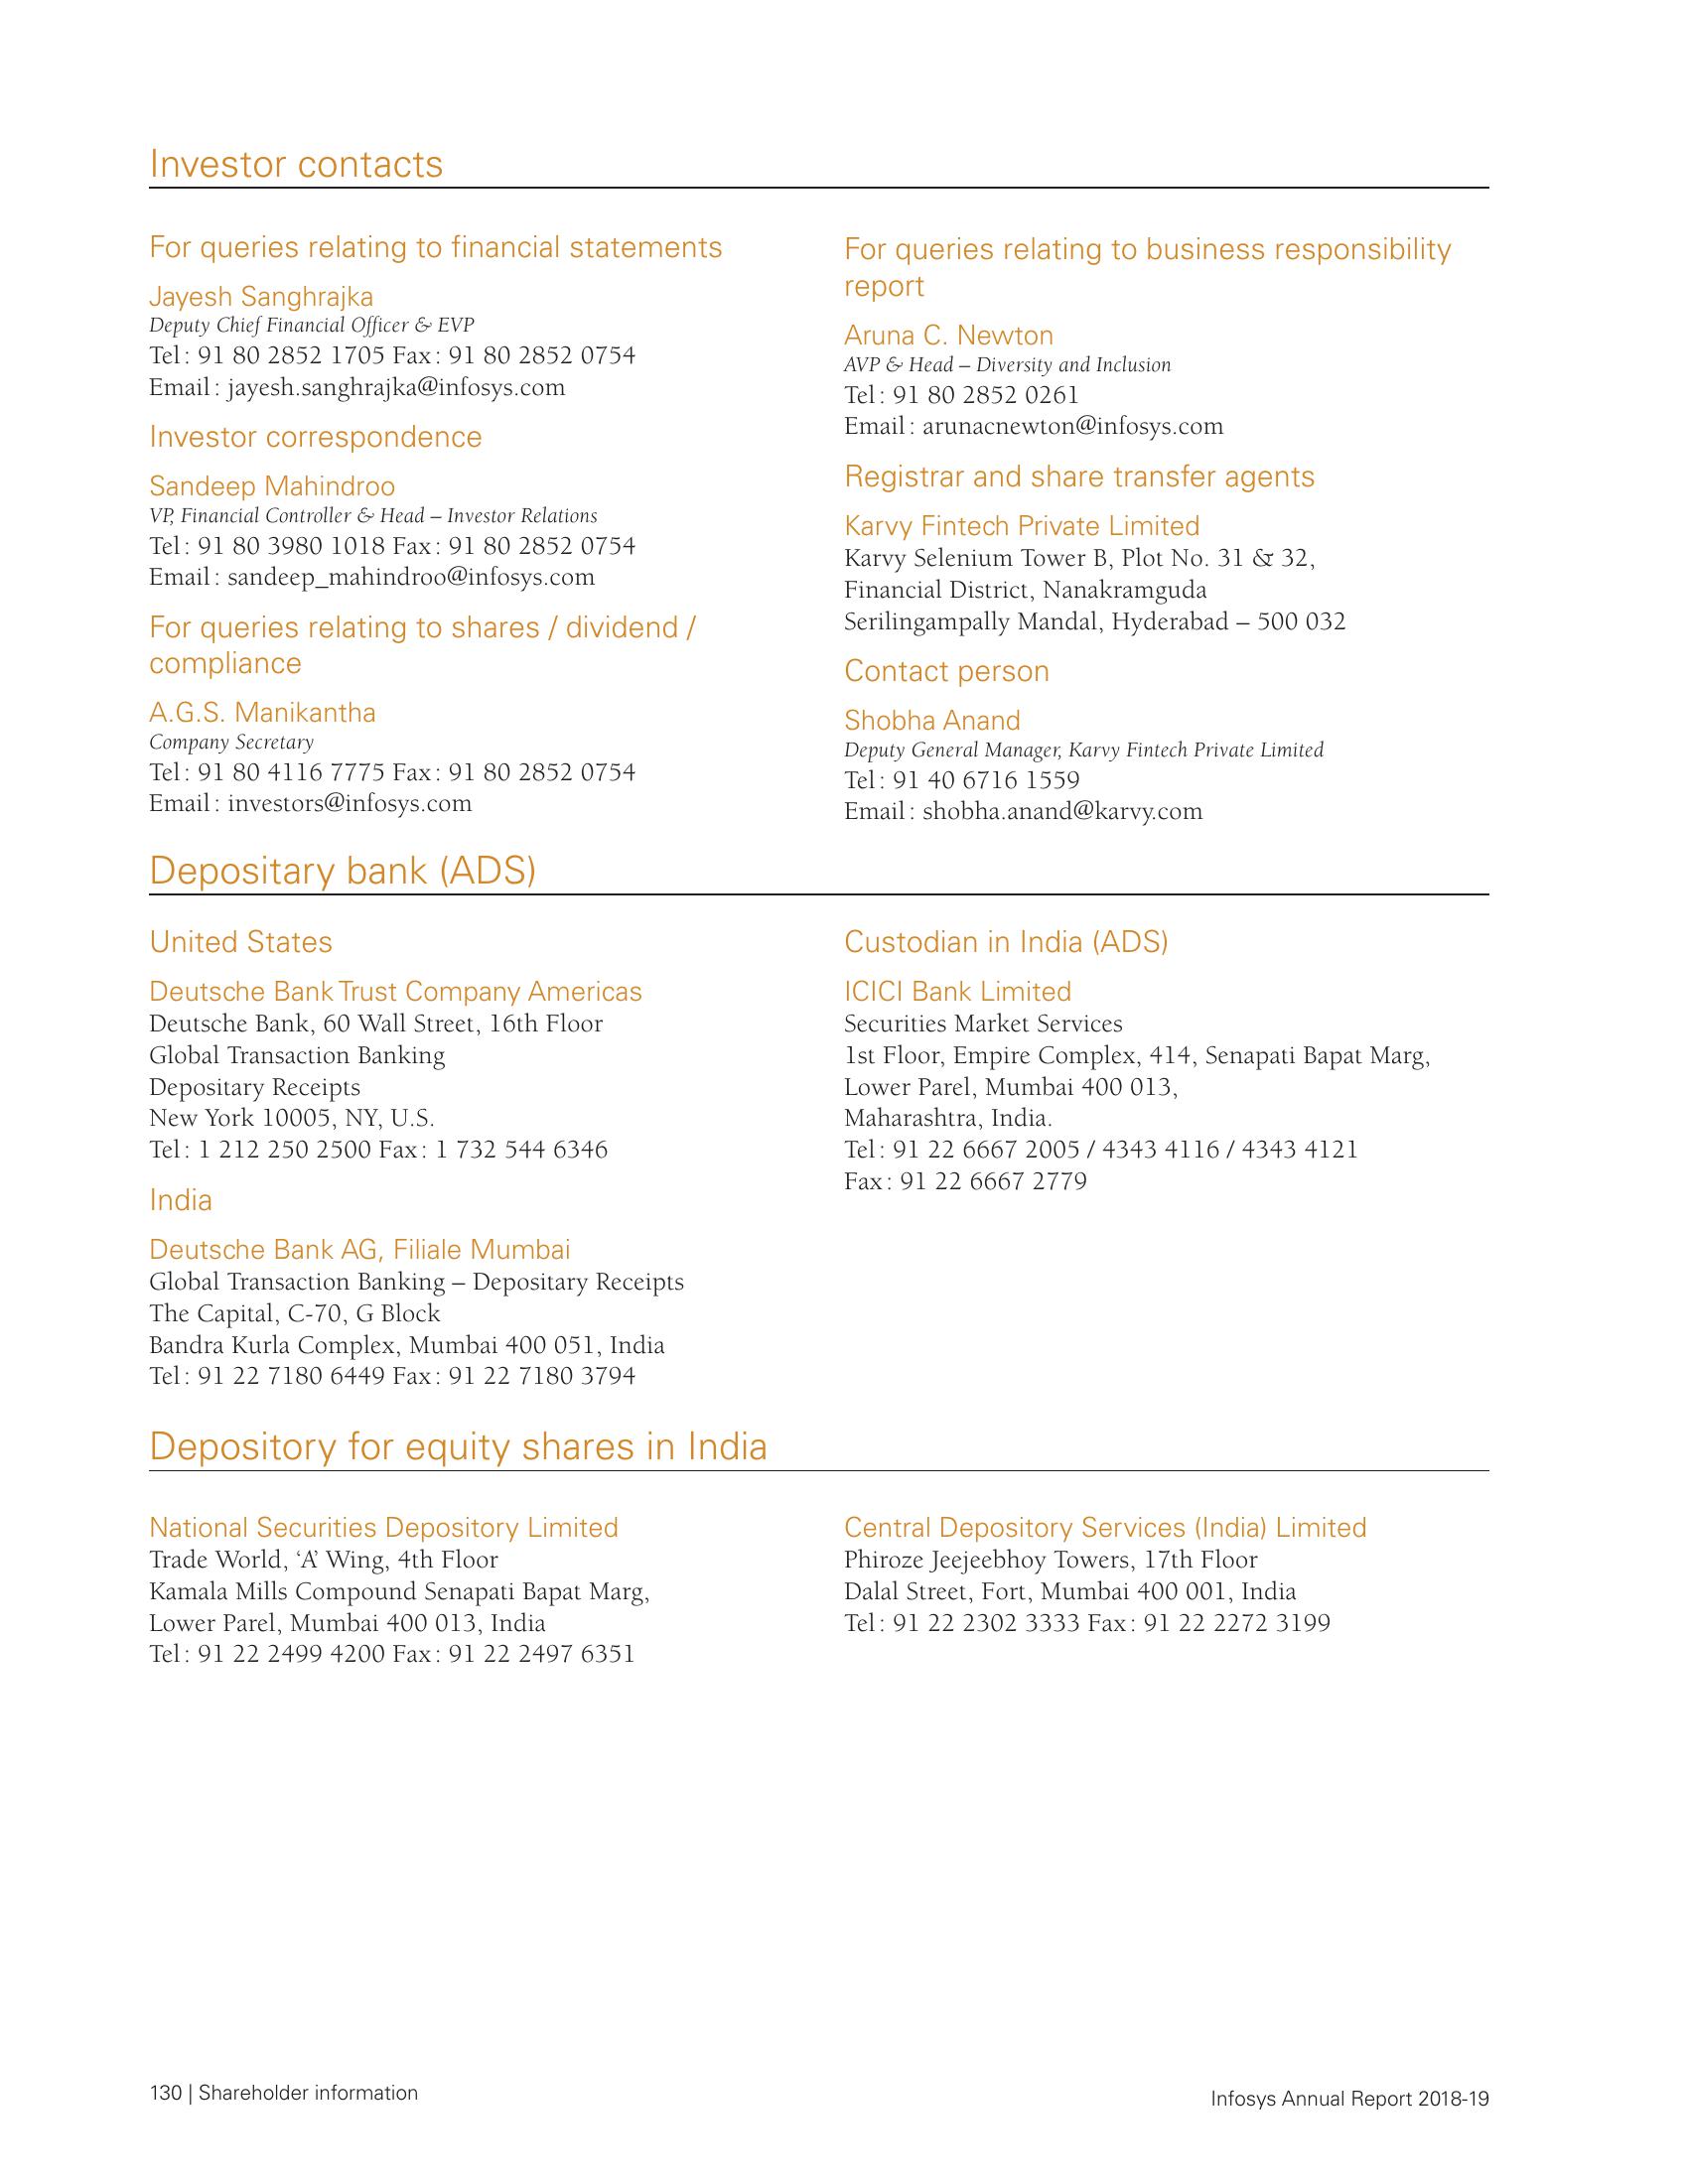 Investor contacts
For queries relating to financial statements
Jayesh Sanghrajka
Deputy Chief Financial Officer & EVP
Tel : 91 80 2852 1705 Fax : 91 80 2852 0754
Email : jayesh.sanghrajka@infosys.com
Investor correspondence
Sandeep Mahindroo
VP, Financial Controller & Head – Investor Relations
Tel : 91 80 3980 1018 Fax : 91 80 2852 0754
Email : sandeep_mahindroo@infosys.com
For queries relating to shares / dividend /
compliance
A.G.S. Manikantha
Company Secretary
Tel : 91 80 4116 7775 Fax : 91 80 2852 0754
Email : investors@infosys.com
For queries relating to business responsibility
report
Aruna C. Newton
AVP & Head – Diversity and Inclusion
Tel : 91 80 2852 0261
Email : arunacnewton@infosys.com
Registrar and share transfer agents
Karvy Fintech Private Limited
Karvy Selenium Tower B, Plot No. 31 & 32,
Financial District, Nanakramguda
Serilingampally Mandal, Hyderabad – 500 032
Contact person
Shobha Anand
Deputy General Manager, Karvy Fintech Private Limited
Tel : 91 40 6716 1559
Email : shobha.anand@karvy.com
Depositary bank (ADS)
United States
Deutsche Bank Trust Company Americas
Deutsche Bank, 60 Wall Street, 16th Floor
Global Transaction Banking
Depositary Receipts
New York 10005, NY, U.S.
Tel : 1 212 250 2500 Fax : 1 732 544 6346
India
Deutsche Bank AG, Filiale Mumbai
Global Transaction Banking – Depositary Receipts
The Capital, C-70, G Block
Bandra Kurla Complex, Mumbai 400 051, India
Tel : 91 22 7180 6449 Fax : 91 22 7180 3794
Custodian in India (ADS)
ICICI Bank Limited
Securities Market Services
1st Floor, Empire Complex, 414, Senapati Bapat Marg,
Lower Parel, Mumbai 400 013,
Maharashtra, India.
Tel : 91 22 6667 2005 / 4343 4116 / 4343 4121
Fax : 91 22 6667 2779
Depository for equity shares in India
National Securities Depository Limited
Trade World, ‘A’ Wing, 4th Floor
Kamala Mills Compound Senapati Bapat Marg,
Lower Parel, Mumbai 400 013, India
Tel : 91 22 2499 4200 Fax : 91 22 2497 6351
Central Depository Services (India) Limited
Phiroze Jeejeebhoy Towers, 17th Floor
Dalal Street, Fort, Mumbai 400 001, India
Tel : 91 22 2302 3333 Fax : 91 22 2272 3199
130 | Shareholder information
Infosys Annual Report 2018-19